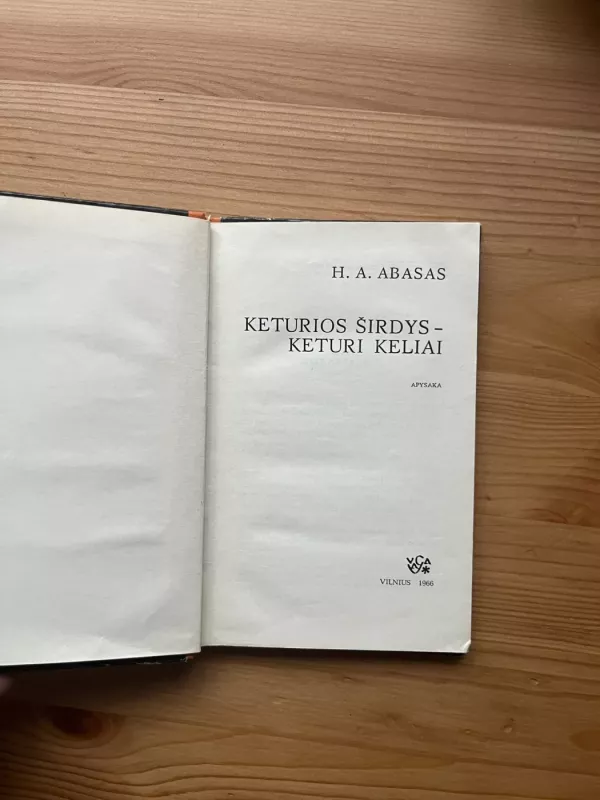 H. A. ABASAS
KETURIOS ŠIRDYS –
KETURI KELIAI
APYSAKA
VILNIUS 1966